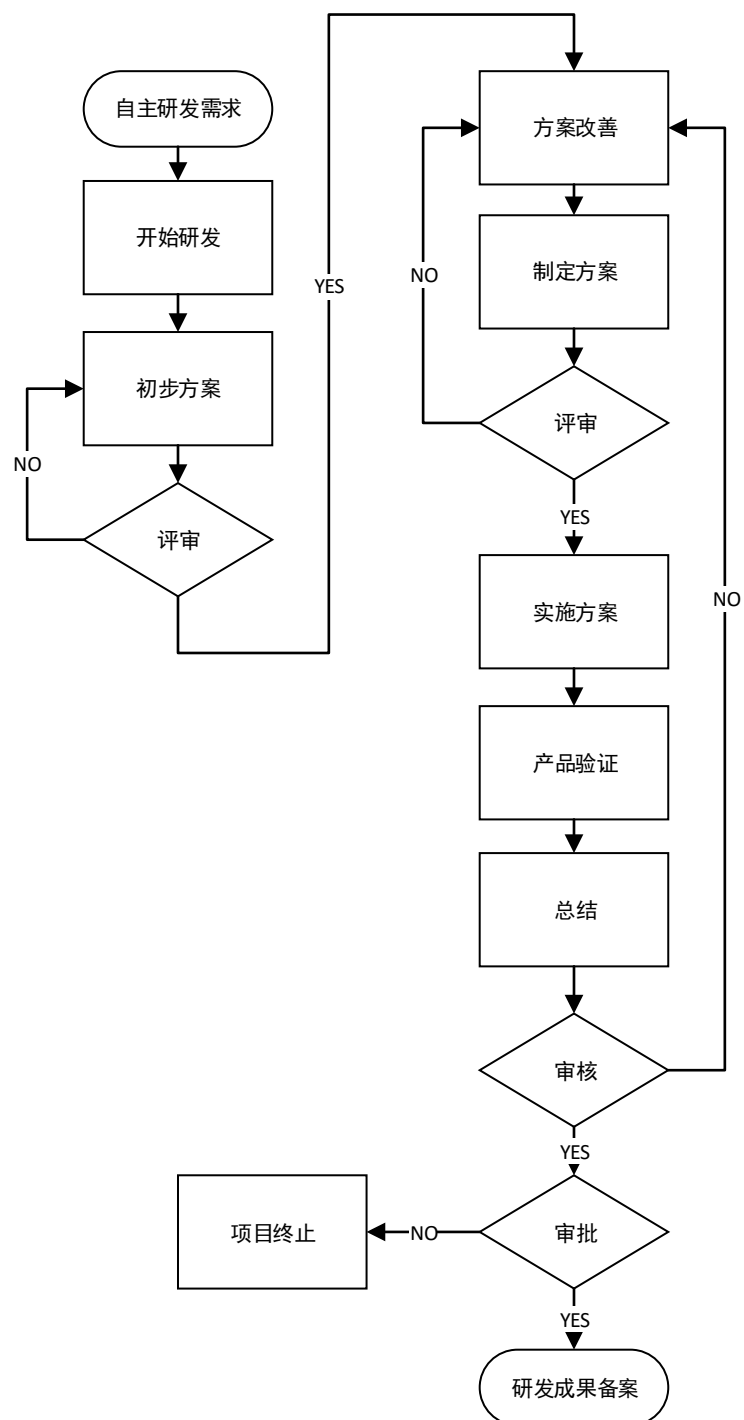 自主研发需求
开始研发
初步方案
NO
评审
YES
方案改善
NO
制定方案
评审
YES
实施方案
NO
产品验证
总结
审核
YES
项目终止
NO
审批
YES
研发成果备案